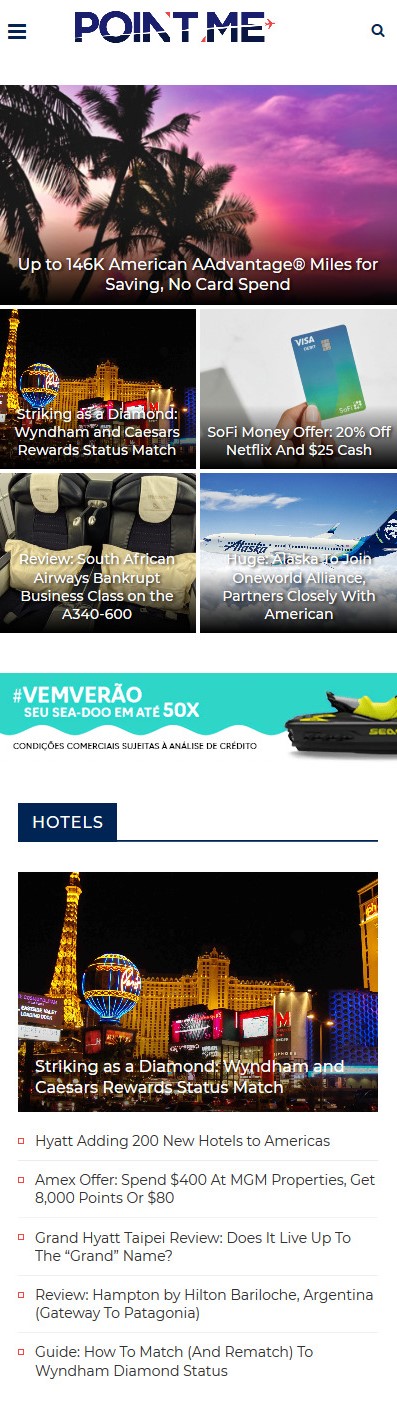 POINT ME
Up to 146K American AAdvantage® Miles for
Saving, No Card Spend
Striking as a Diamond:
Wyndham and Caesars
Rewards Status Match
VISA
DEBIT
SoFi
SoFi Money Offer: 20% Off
Netflix And $25 Cash
Review: South African
Airways Bankrupt
Business Class on the
A340-600
Alaska
Huge: Alaska To Join
Oneworld Alliance,
Partners Closely With
American
#VEMVERÃO
SEU SEA-DOO EM ATÉ 50X
CONDIÇÕES COMERCIAIS SUJEITAS À ANÁLISE DE CRÉDITO
HOTELS
Paris
Striking as a Diamond: Wyndham and
Caesars Rewards Status Match
Hyatt Adding 200 New Hotels to Americas
Amex Offer: Spend $400 At MGM Properties, Get
8,000 Points Or $80
Grand Hyatt Taipei Review: Does It Live Up To
The “Grand” Name?
Review: Hampton by Hilton Bariloche, Argentina
(Gateway To Patagonia)
Guide: How To Match (And Rematch) To
Wyndham Diamond Status